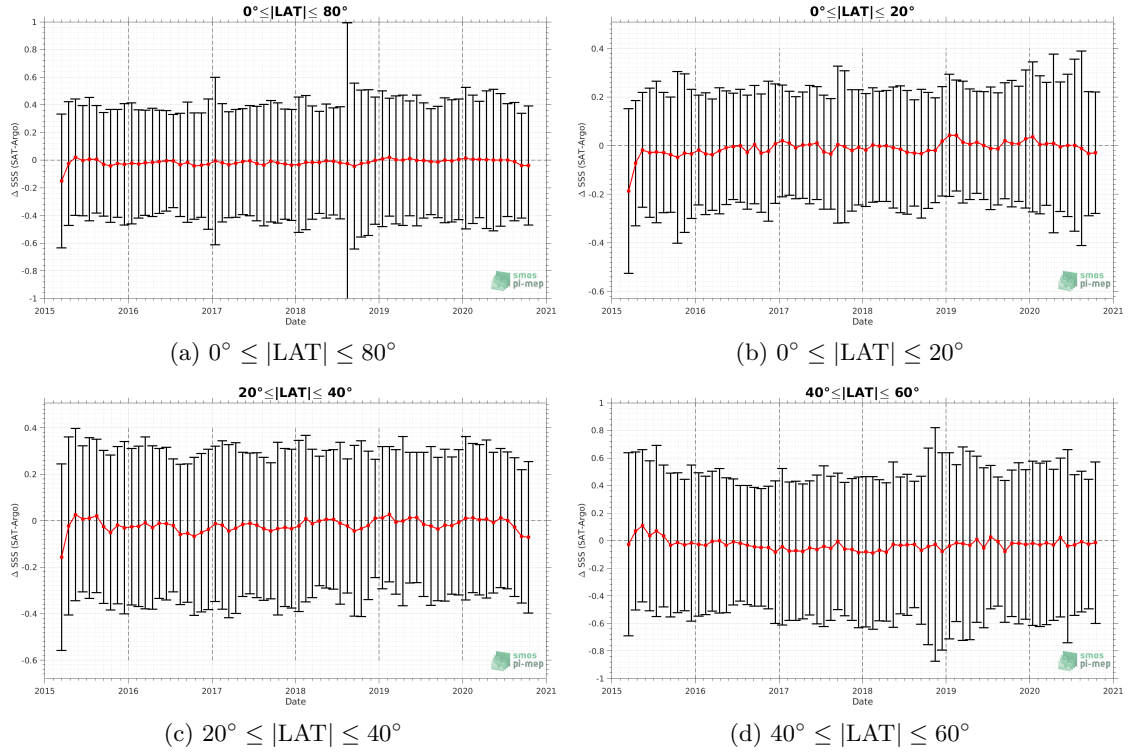 0°≤|LAT|≤ 80°
Δ SSS (SAT-Argo)
1
0.8
0.6
0.4
0.2
0
-0.2
-0.4
-0.6
-0.8
-1
2015 2016 2017 2018 2019 2020 2021
Date
smos
pi-mep
(a) 0° ≤ |LAT| ≤ 80°
0°≤|LAT|≤ 20°
Δ SSS (SAT-Argo)
0.4
0.2
0
-0.2
-0.4
-0.6
2015 2016 2017 2018 2019 2020 2021
Date
smos
pi-mep
(b) 0° ≤ |LAT| ≤ 20°
20°≤|LAT|≤ 40°
Δ SSS (SAT-Argo)
0.4
0.2
0
-0.2
-0.4
-0.6
2015 2016 2017 2018 2019 2020 2021
Date
smos
pi-mep
(c) 20° ≤ |LAT| ≤ 40°
40°≤|LAT|≤ 60°
Δ SSS (SAT-Argo)
1
0.8
0.6
0.4
0.2
0
-0.2
-0.4
-0.6
-0.8
-1
2015 2016 2017 2018 2019 2020 2021
Date
smos
pi-mep
(d) 40° ≤ |LAT| ≤ 60°